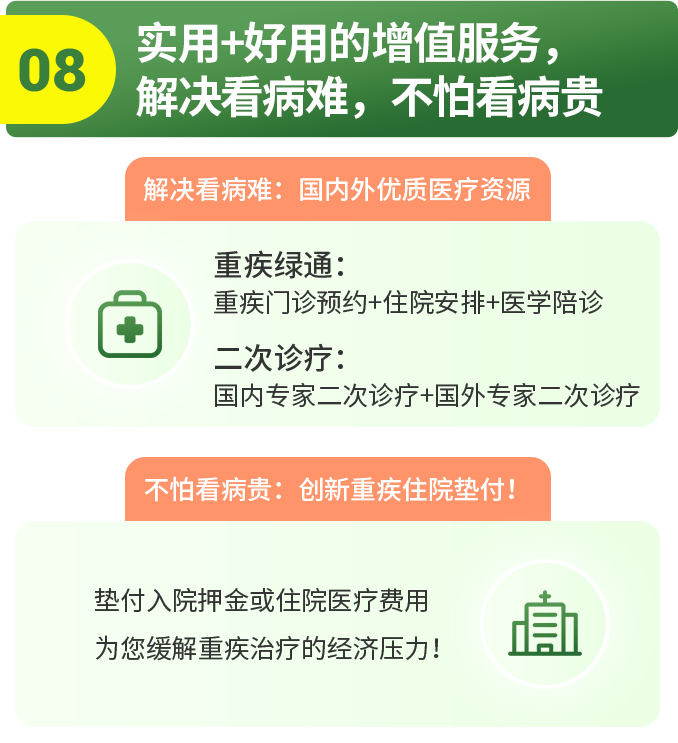 08
实用+好用的增值服务，
解决看病难，不怕看病贵
解决看病难：国内外优质医疗资源
重疾绿通：
重疾门诊预约+住院安排+医学陪诊
二次诊疗：
国内专家二次诊疗+国外专家二次诊疗
不怕看病贵：创新重疾住院垫付！
垫付入院押金或住院医疗费用
为您缓解重疾治疗的经济压力！